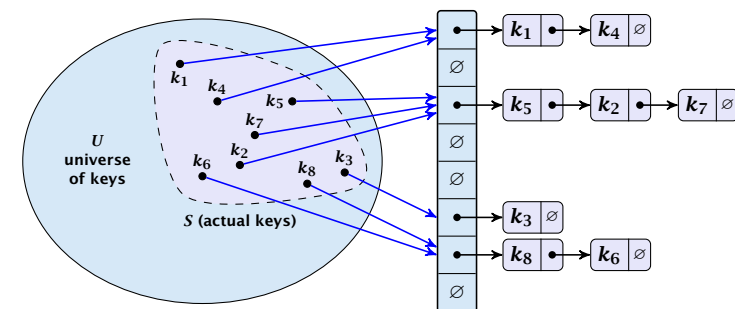 k1 k4 ∅
∅
k5 k2 k7 ∅
∅
∅
k3 ∅
k8 k6 ∅
∅
k1
k4
k5
k7
k2
k6
k8
k3
U
universe
of keys
S (actual keys)